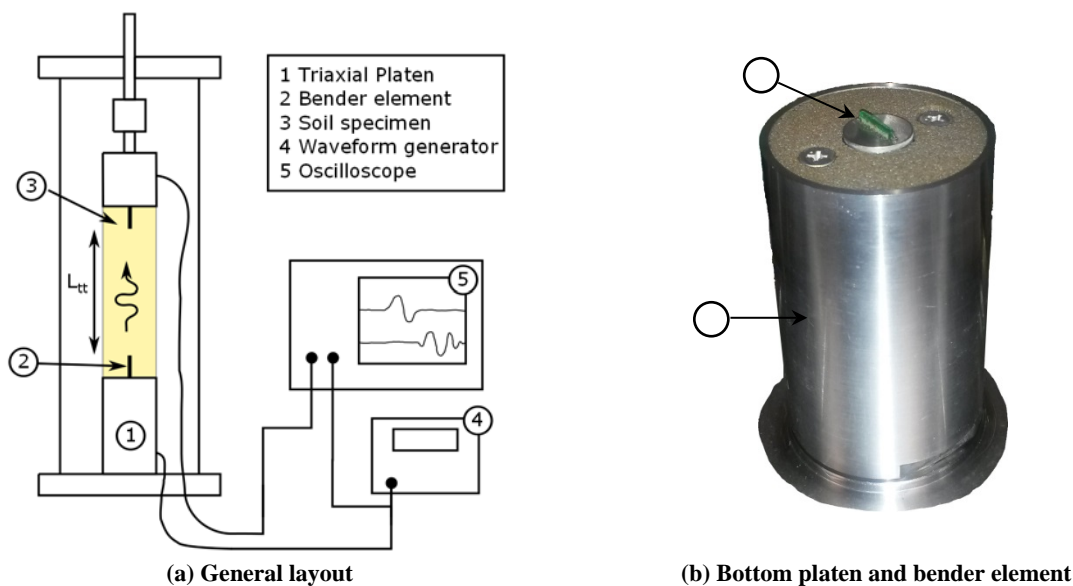 1 Triaxial Platen
2 Bender element
3 Soil specimen
4 Waveform generator
5 Oscilloscope
3
5
Ltt
2
4
1
(a) General layout
(b) Bottom platen and bender element